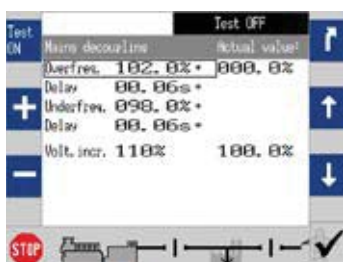 Test OFF
Test ON
Mains decoupling Actual value:
Overfreq. 102.0% 000.0%
Delay 00.06s
Underfreq. 098.0%
Delay 00.06s
Volt. incr. 110% 100.0%
STOP